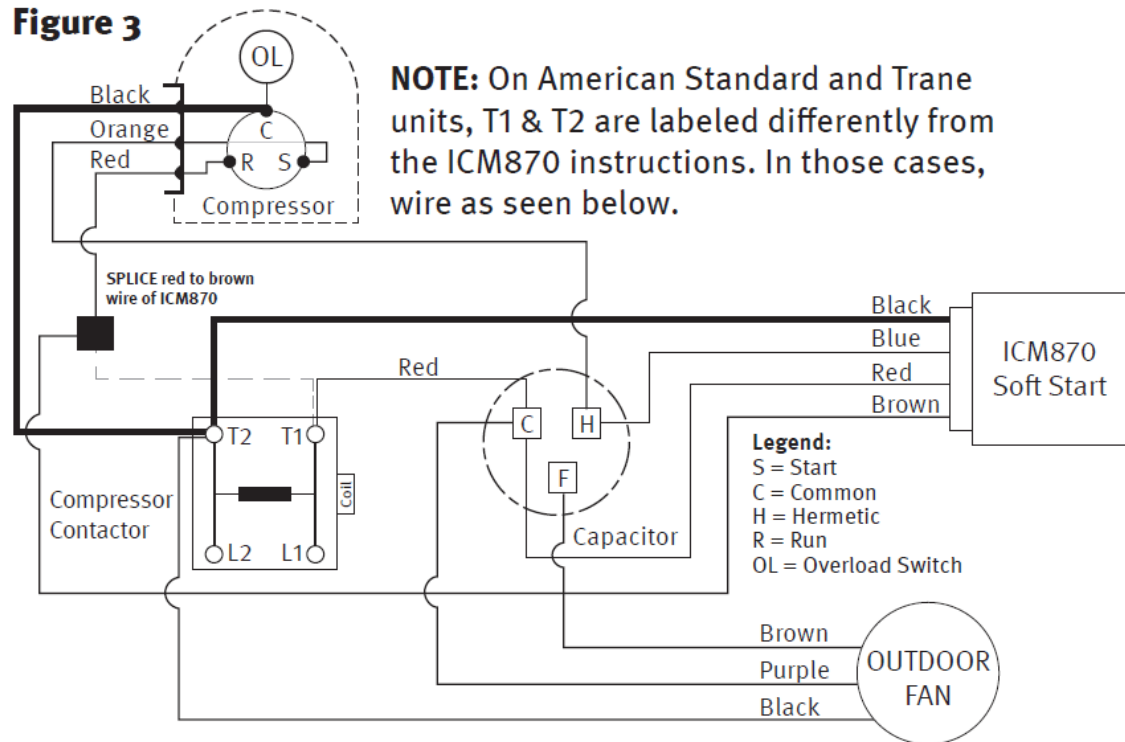 Figure 3
OL
NOTE: On American Standard and Trane
units, T1 & T2 are labeled differently from
the ICM870 instructions. In those cases,
wire as seen below.
Black
Orange
Red
C
R S
Compressor
SPLICE red to brown
wire of ICM870
Black
Blue
Red
Brown
ICM870
Soft Start
Red
C H
F
T2 T1
Coil
L2 L1
Compressor
Contactor
Capacitor
Legend:
S = Start
C = Common
H = Hermetic
R = Run
OL = Overload Switch
Brown
Purple
Black
OUTDOOR
FAN